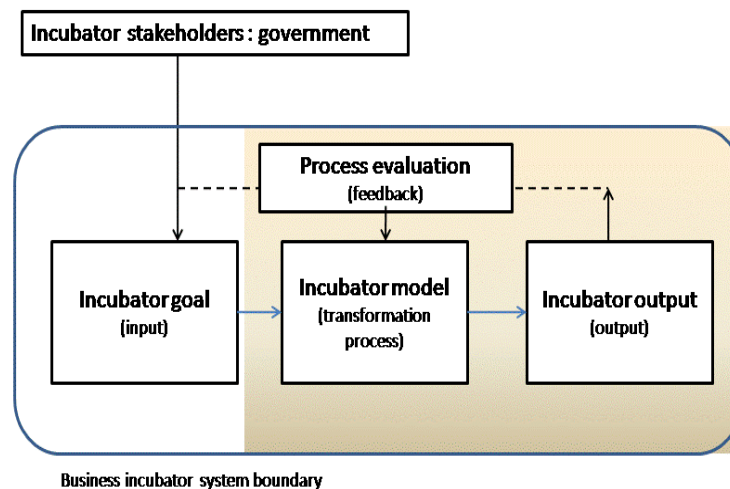 Incubator stakeholders : government
Process evaluation
(feedback)
Incubator goal
(input)
Incubator model
(transformation
process)
Incubator output
(output)
Business incubator system boundary